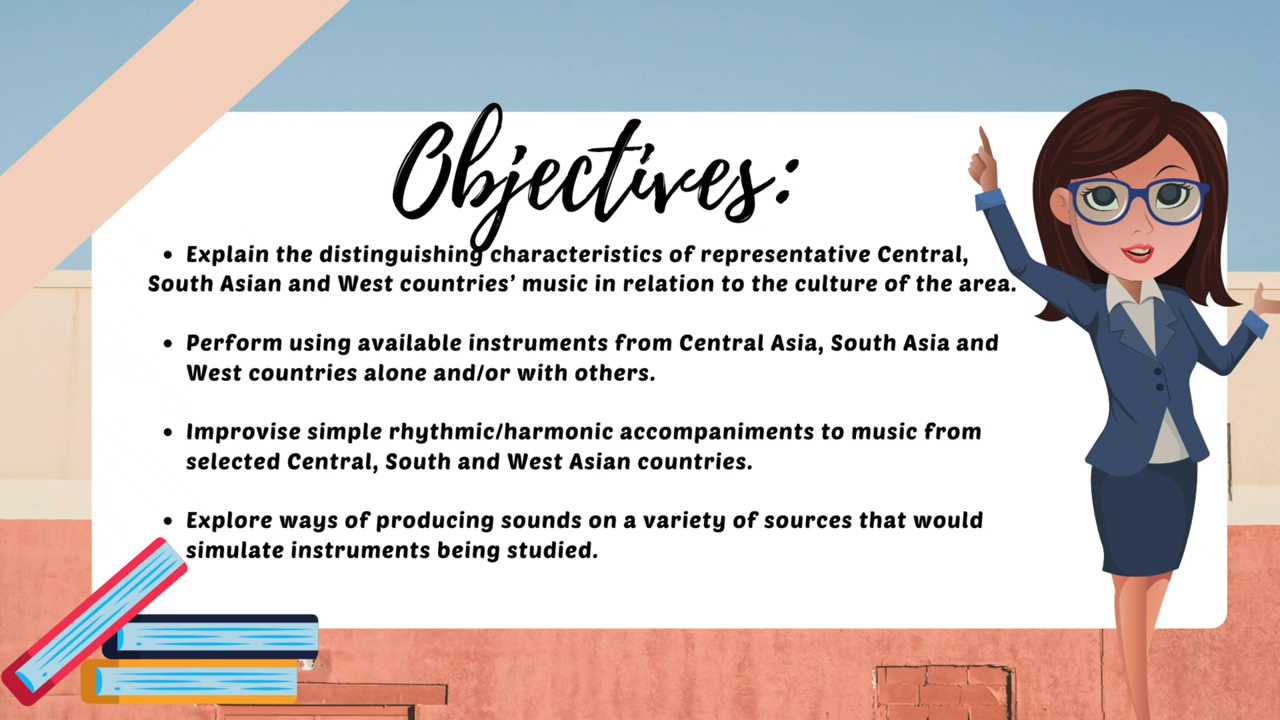 Objectives:
• Explain the distinguishing characteristics of representative Central,
South Asian and West countries’ music in relation to the culture of the area.
• Perform using available instruments from Central Asia, South Asia and
West countries alone and/or with others.
• Improvise simple rhythmic/harmonic accompaniments to music from
selected Central, South and West Asian countries.
• Explore ways of producing sounds on a variety of sources that would
simulate instruments being studied.